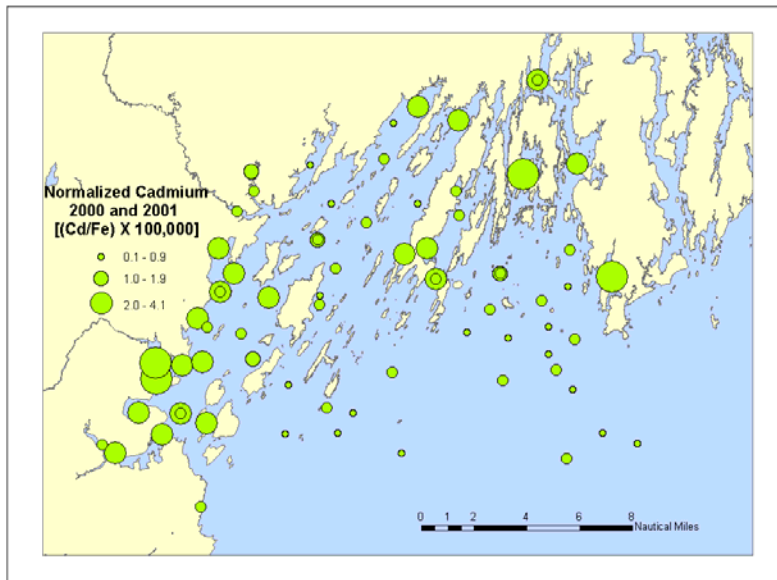 Normalized Cadmium
2000 and 2001
[(Cd/Fe) X 100,000]
0.1 - 0.9
1.0 - 1.9
2.0 - 4.1
0 1 2 4 6 8
Nautical Miles